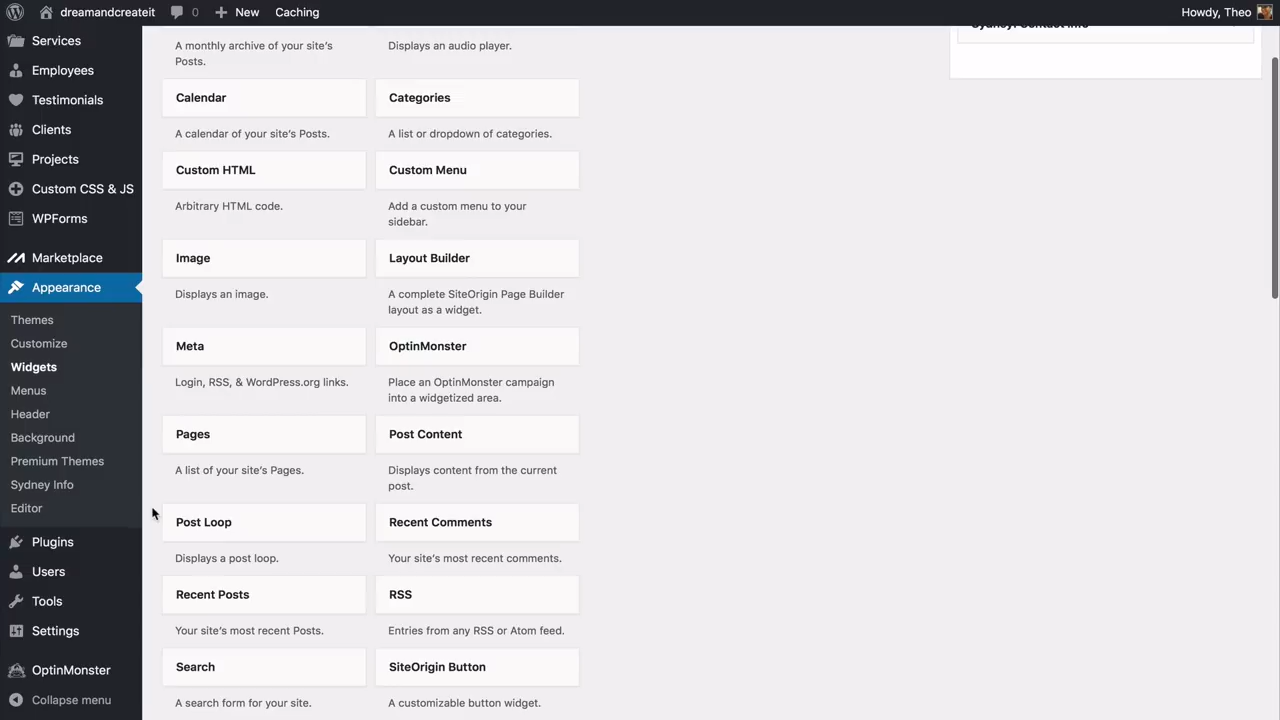 dreamandcreateit
0
New
Caching
Howdy, Theo
Services
Employees
Testimonials
Clients
Projects
Custom CSS & JS
WPForms
Marketplace
Appearance
Themes
Customize
Widgets
Menus
Header
Background
Premium Themes
Sydney Info
Editor
Plugins
Users
Tools
Settings
OptinMonster
Collapse menu
A monthly archive of your site's
Posts.
Displays an audio player.
Calendar
Categories
A calendar of your site's Posts.
A list or dropdown of categories.
Custom HTML
Custom Menu
Arbitrary HTML code.
Add a custom menu to your
sidebar.
Image
Layout Builder
Displays an image.
A complete SiteOrigin Page Builder
layout as a widget.
Meta
OptinMonster
Login, RSS, & WordPress.org links.
Place an OptinMonster campaign
into a widgetized area.
Pages
Post Content
A list of your site's Pages.
Displays content from the current
post.
Post Loop
Recent Comments
Displays a post loop.
Your site's most recent comments.
Recent Posts
RSS
Your site's most recent Posts.
Entries from any RSS or Atom feed.
Search
SiteOrigin Button
A search form for your site.
A customizable button widget.
Sydney: Contact info